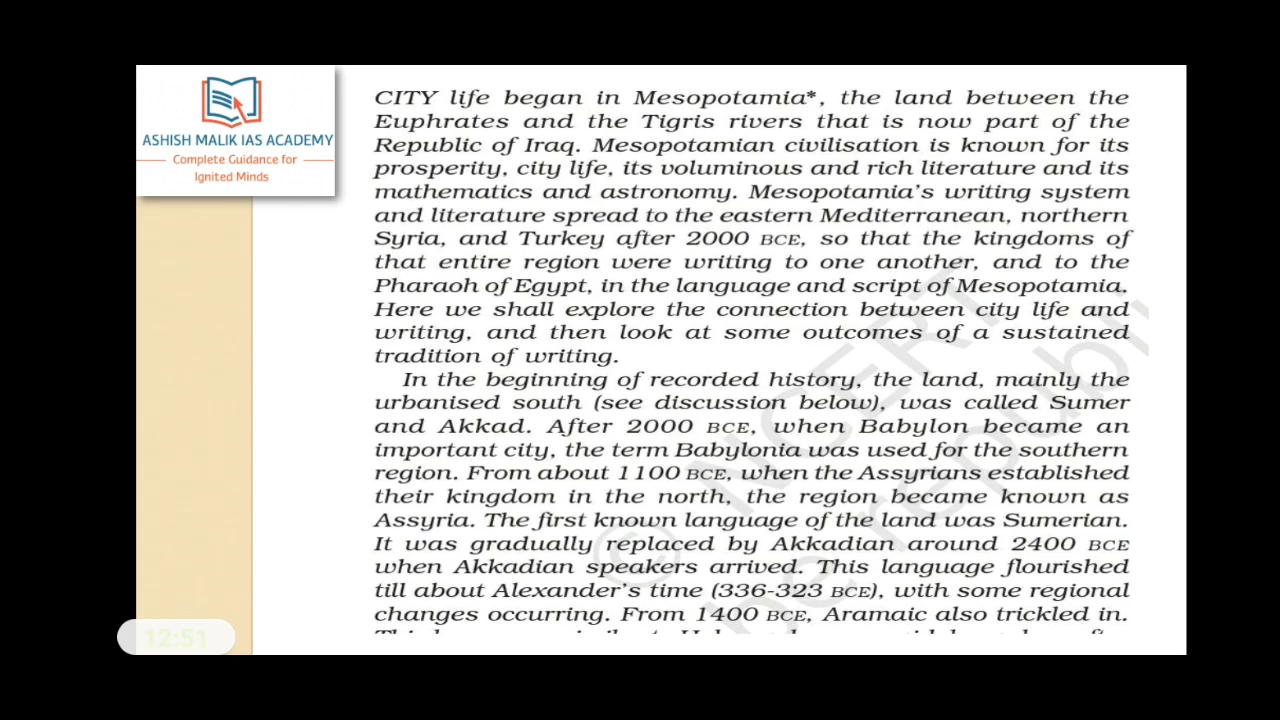 ASHISH MALIK IAS ACADEMY
Complete Guidance for
Ignited Minds
CITY life began in Mesopotamia*, the land between the
Euphrates and the Tigris rivers that is now part of the
Republic of Iraq. Mesopotamian civilisation is known for its
prosperity, city life, its voluminous and rich literature and its
mathematics and astronomy. Mesopotamia's writing system
and literature spread to the eastern Mediterranean, northern
Syria, and Turkey after 2000 BCE, so that the kingdoms of
that entire region were writing to one another, and to the
Pharaoh of Egypt, in the language and script of Mesopotamia.
Here we shall explore the connection between city life and
writing, and then look at some outcomes of a sustained
tradition of writing.
In the beginning of recorded history, the land, mainly the
urbanised south (see discussion below), was called Sumer
and Akkad. After 2000 BCE, when Babylon became an
important city, the term Babylonia was used for the southern
region. From about 1100 BCE, when the Assyrians established
their kingdom in the north, the region became known as
Assyria. The first known language of the land was Sumerian.
It was gradually replaced by Akkadian around 2400 BCE
when Akkadian speakers arrived. This language flourished
till about Alexander's time (336-323 BCE), with some regional
changes occurring. From 1400 BCE, Aramaic also trickled in.
12:51
© NCERT
be republi